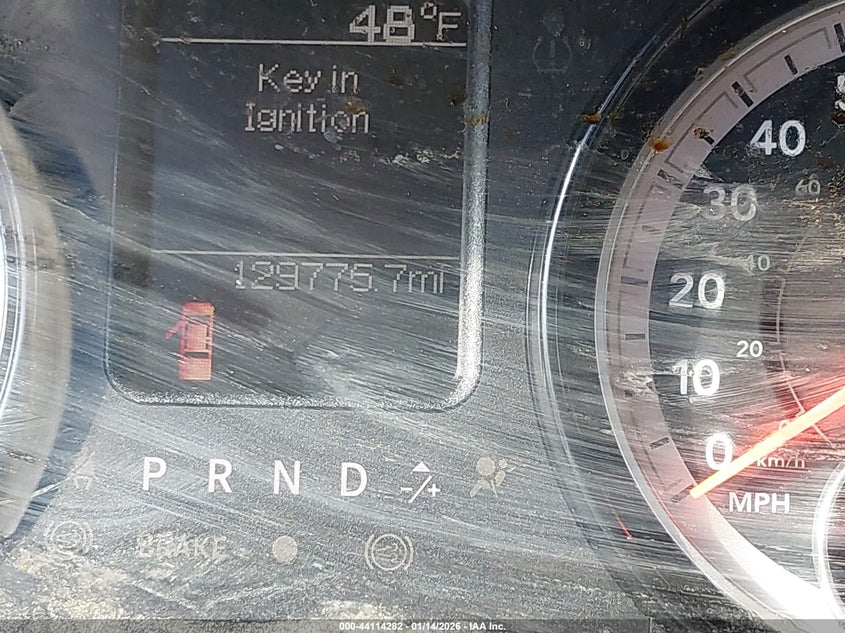 48°F
Key in
Ignition
129775.7mi
P R N D -/+
BRAKE
40
30
20
10
0
MPH
60
40
20
0
km/h
000-44114282 - 01/14/2026 - IAA Inc.